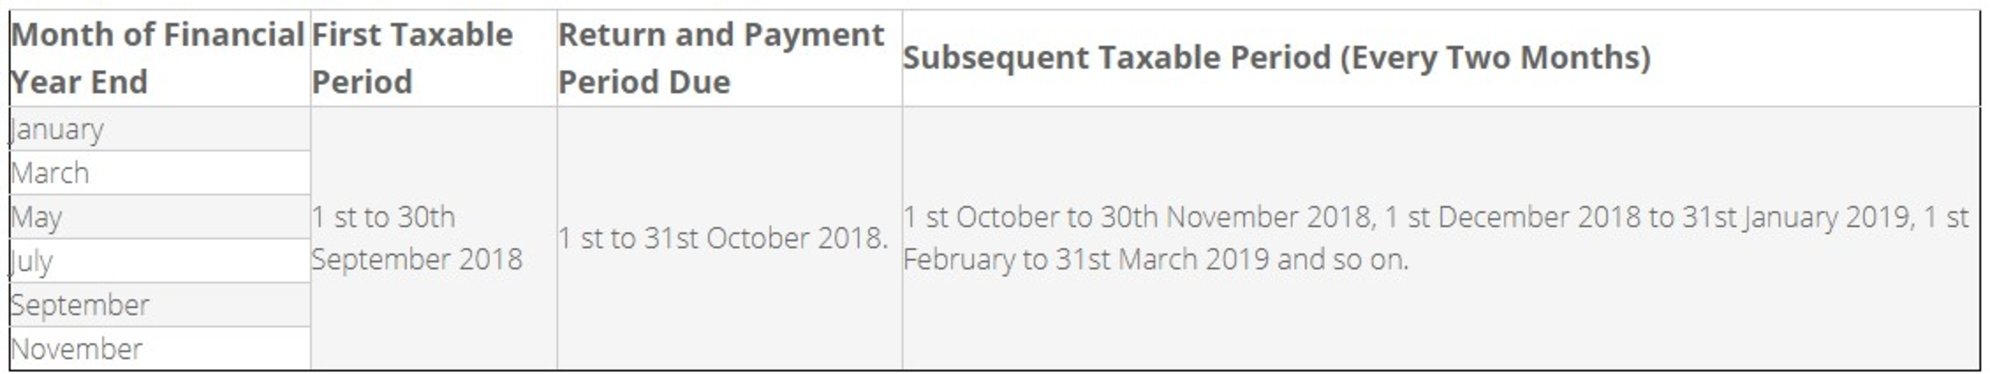 Month of Financial
Year End
First Taxable
Period
Return and Payment
Period Due
Subsequent Taxable Period (Every Two Months)
January
March
May
July
September
November
1 st to 30th
September 2018
1 st to 31st October 2018.
1 st October to 30th November 2018, 1 st December 2018 to 31st January 2019, 1 st
February to 31st March 2019 and so on.